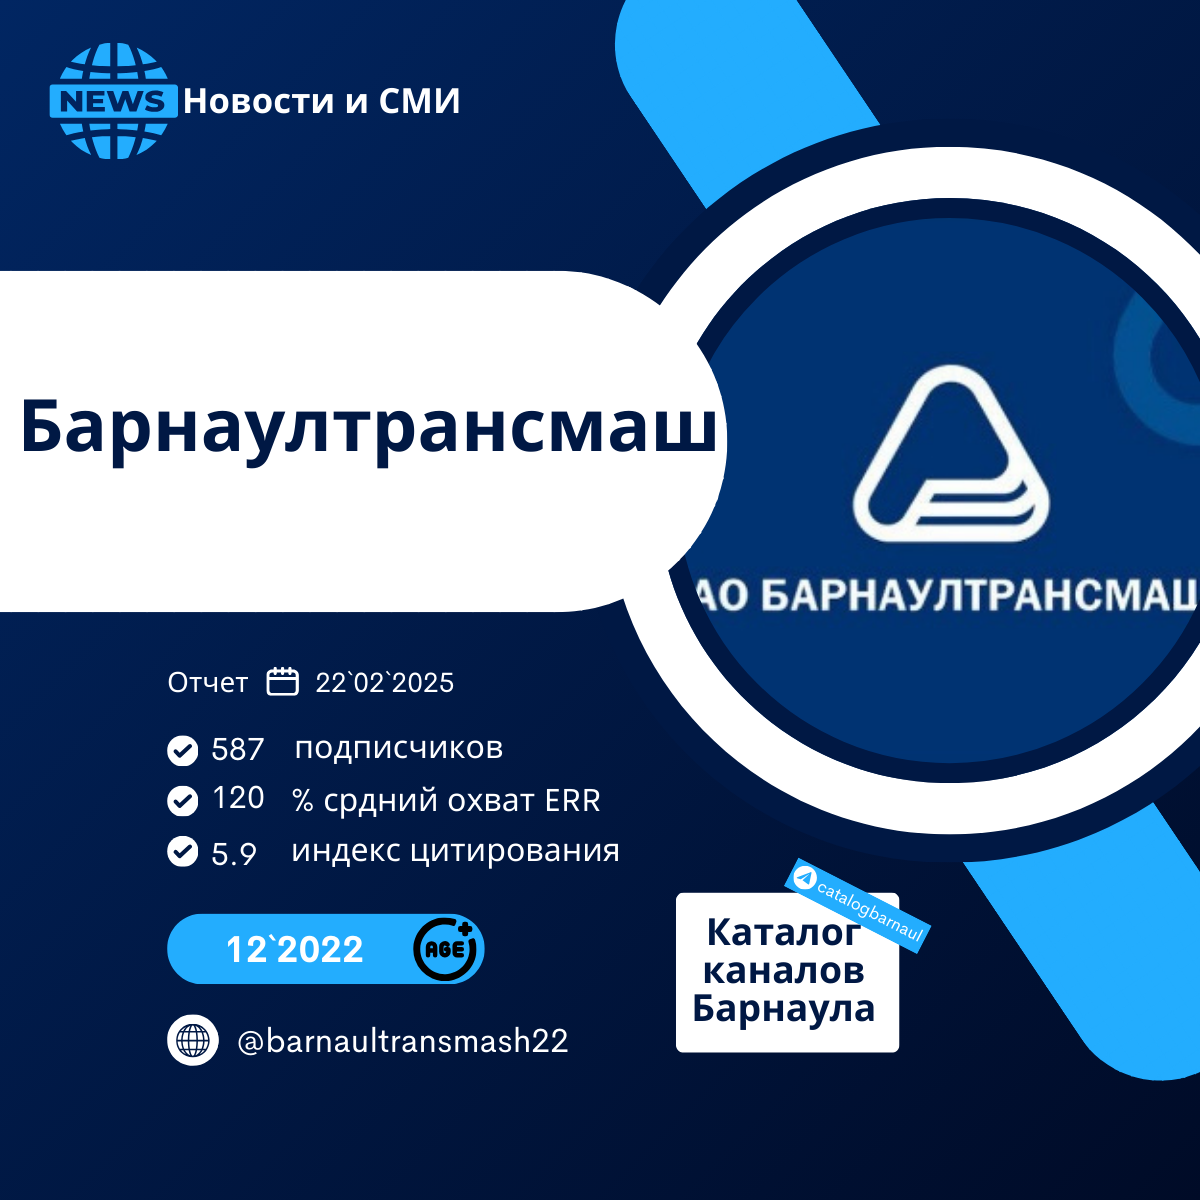 NEWS Новости и СМИ
Барнаултрансмаш
АО БАРНАУЛТРАНСМАШ
Отчет 22`02`2025
587 подписчиков
120 % срдний охват ERR
5.9 индекс цитирования
12`2022 AGE+
@barnaultransmash22
catalogbarnaul
Каталог
каналов
Барнаула